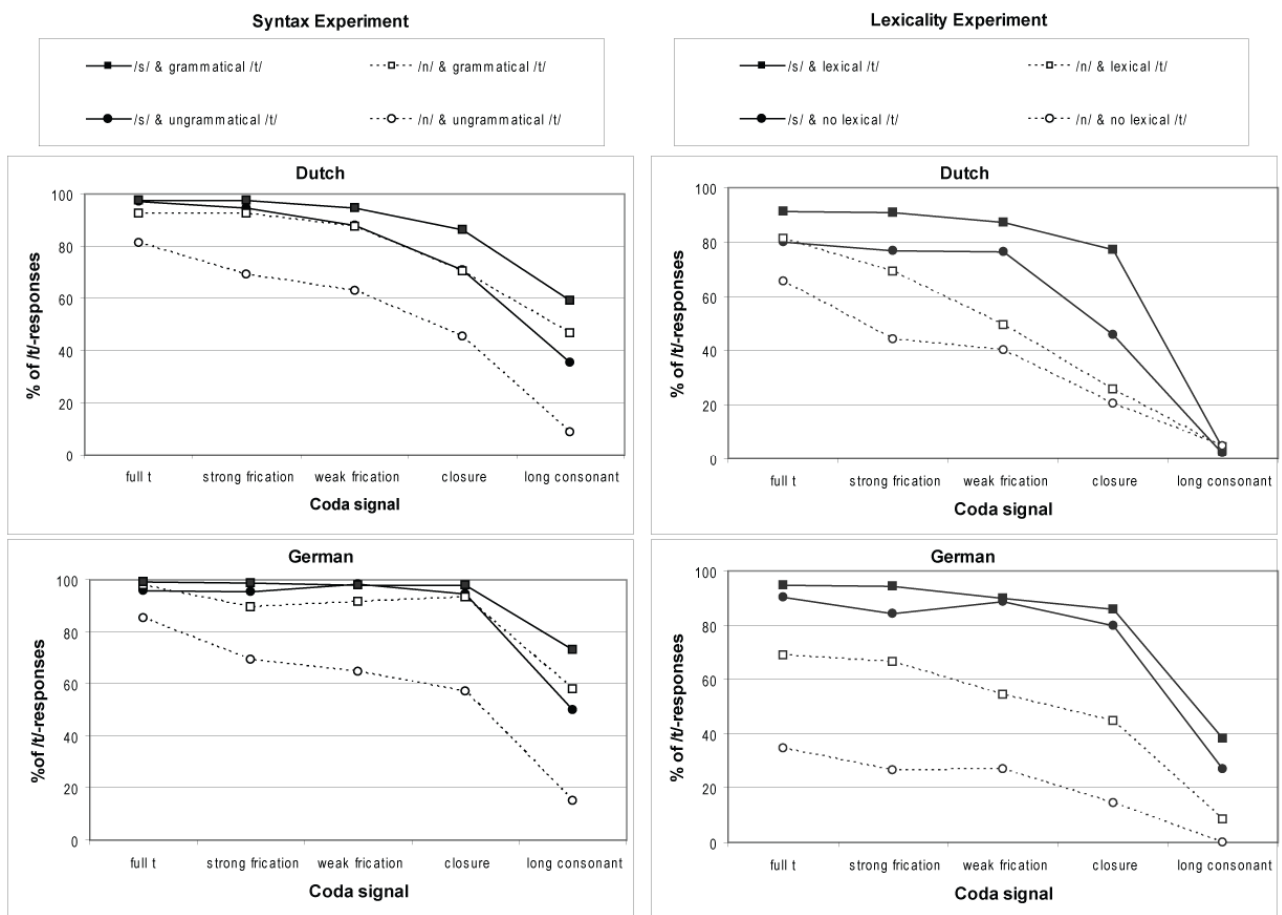 Syntax Experiment
/s/ & grammatical /t/
/n/ & grammatical /t/
/s/ & ungrammatical /t/
/n/ & ungrammatical /t/
Dutch
% of /t/-responses
100
80
60
40
20
0
full t strong frication weak frication closure long consonant
Coda signal
German
%of /t/-responses
100
80
60
40
20
0
full t strong frication weak frication closure long consonant
Coda signal
Lexicality Experiment
/s/ & lexical /t/
/n/ & lexical /t/
/s/ & no lexical /t/
/n/ & no lexical /t/
Dutch
% of /t/-responses
100
80
60
40
20
0
full t strong frication weak frication closure long consonant
Coda signal
German
% of /t/-responses
100
80
60
40
20
0
full t strong frication weak frication closure long consonant
Coda signal